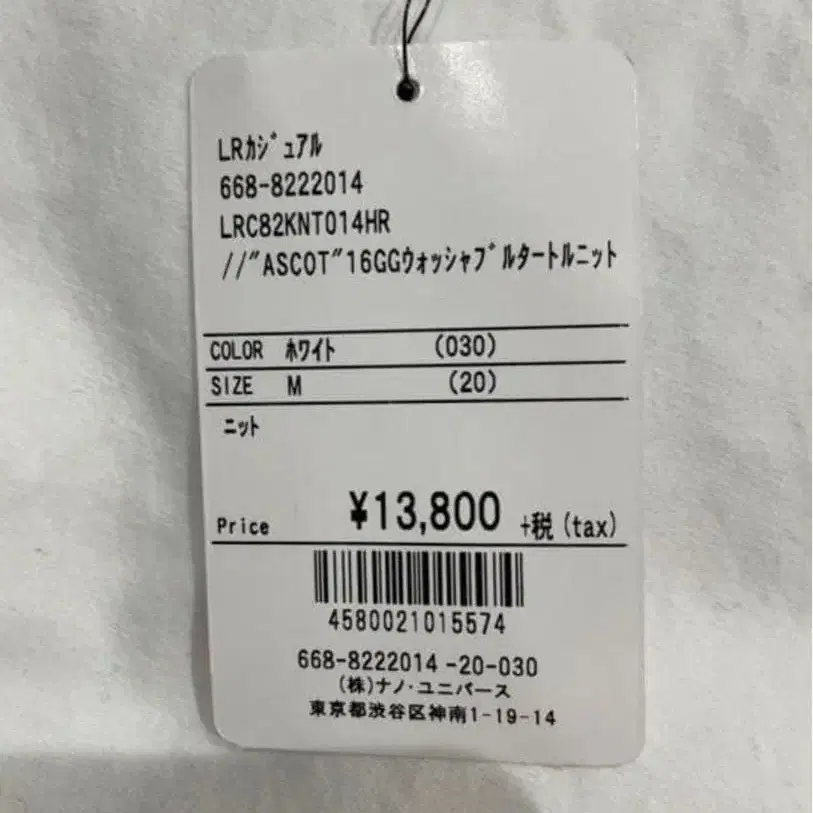 LRｶｼﾞｭｱﾙ
668-8222014
LRC82KNT014HR
//"ASCOT"16GGｳｫｯｼｬﾌﾞﾙﾀｰﾄﾙﾆｯﾄ
COLOR ﾎﾜｲﾄ (030)
SIZE M (20)
ﾆｯﾄ
Price ¥13,800 +税(tax)
4580021015574
668-8222014-20-030
(株)ナノ・ユニバース
東京都渋谷区神南1-19-14